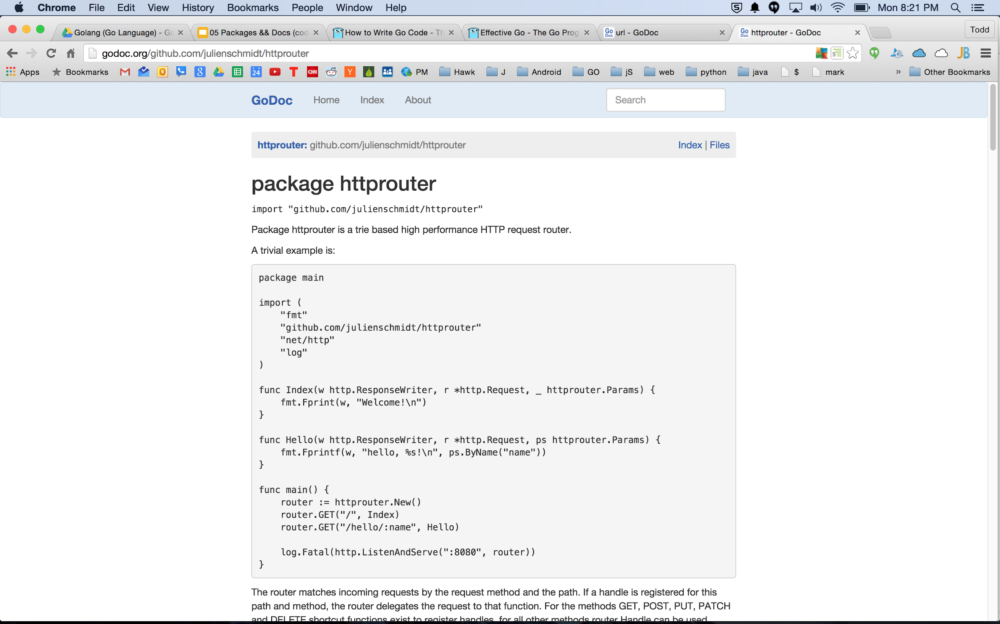 Chrome File Edit View History Bookmarks People Window Help Mon 8:21 PM
Golang (Go Language) - Go 05 Packages && Docs (cod How to Write Go Code - Th Effective Go - The Go Prog url - GoDoc httprouter - GoDoc Todd
godoc.org/github.com/julienschmidt/httprouter
Apps Bookmarks 24 T CNN Y PM Hawk J Android GO jS web python java $ mark » Other Bookmarks
GoDoc Home Index About Search
httprouter: github.com/julienschmidt/httprouter Index | Files
package httprouter
import "github.com/julienschmidt/httprouter"
Package httprouter is a trie based high performance HTTP request router.
A trivial example is:
package main
import (
"fmt"
"github.com/julienschmidt/httprouter"
"net/http"
"log"
)
func Index(w http.ResponseWriter, r *http.Request, _ httprouter.Params) {
fmt.Fprint(w, "Welcome!\n")
}
func Hello(w http.ResponseWriter, r *http.Request, ps httprouter.Params) {
fmt.Fprintf(w, "hello, %s!\n", ps.ByName("name"))
}
func main() {
router := httprouter.New()
router.GET("/", Index)
router.GET("/hello/:name", Hello)
log.Fatal(http.ListenAndServe(":8080", router))
}
The router matches incoming requests by the request method and the path. If a handle is registered for this
path and method, the router delegates the request to that function. For the methods GET, POST, PUT, PATCH
and DELETE shortcut functions exist to register handles, for all other methods router.Handle can be used.